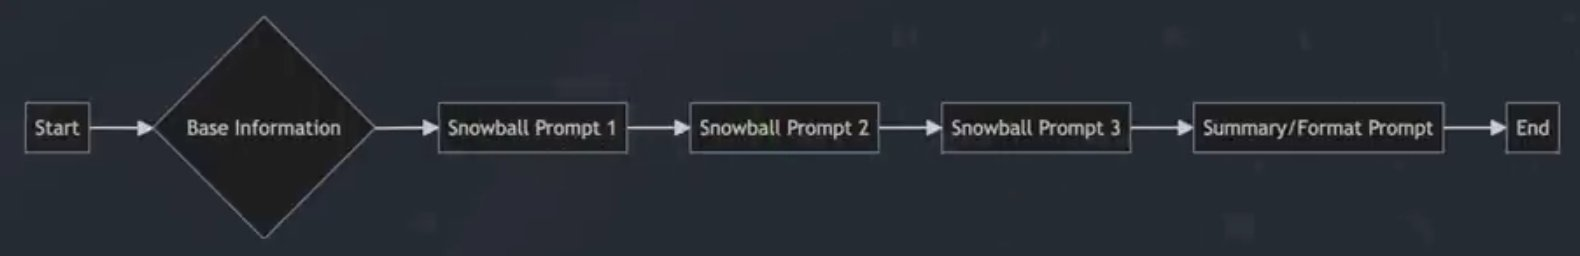 Start
Base Information
Snowball Prompt 1
Snowball Prompt 2
Snowball Prompt 3
Summary/Format Prompt
End